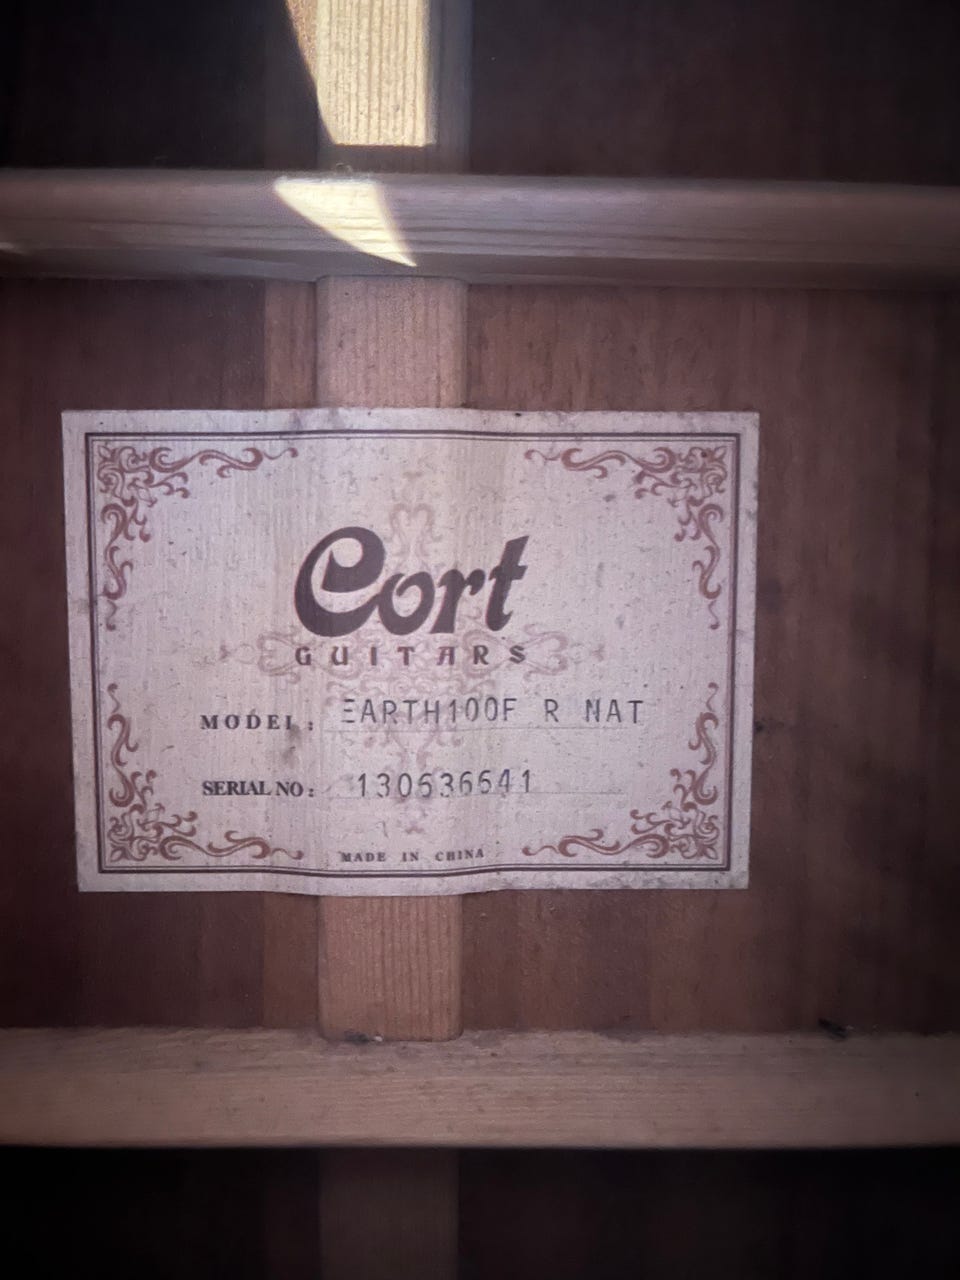 Cort
GUITARS
MODEL: EARTH100F R NAT
SERIAL NO: 130636641
MADE IN CHINA